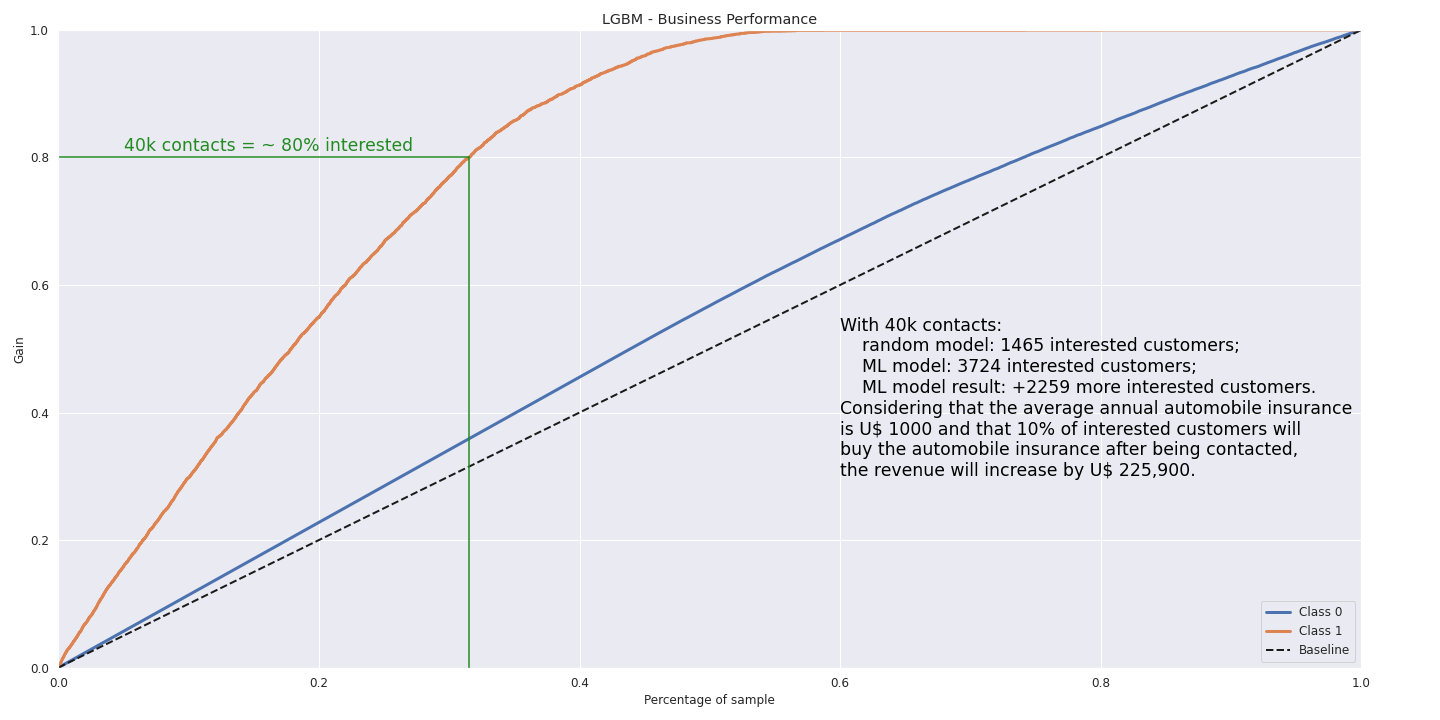 LGBM - Business Performance
1.0
0.8
0.6
0.4
0.2
0.0
Gain
40k contacts = ~ 80% interested
With 40k contacts:
random model: 1465 interested customers;
ML model: 3724 interested customers;
ML model result: +2259 more interested customers.
Considering that the average annual automobile insurance
is U$ 1000 and that 10% of interested customers will
buy the automobile insurance after being contacted,
the revenue will increase by U$ 225,900.
Class 0
Class 1
Baseline
0.0 0.2 0.4 0.6 0.8 1.0
Percentage of sample